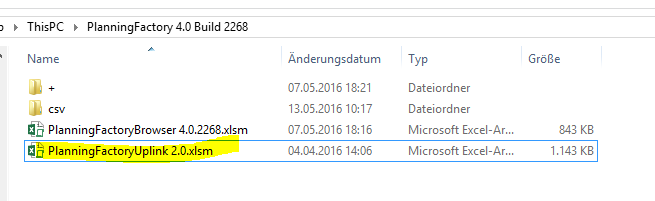 ThisPC PlanningFactory 4.0 Build 2268
Name Änderungsdatum Typ Größe
+ 07.05.2016 18:21 Dateiordner
csv 13.05.2016 10:17 Dateiordner
PlanningFactoryBrowser 4.0.2268.xlsm 07.05.2016 18:16 Microsoft Excel-Ar... 843 KB
PlanningFactoryUplink 2.0.xlsm 04.04.2016 14:06 Microsoft Excel-Ar... 1.143 KB